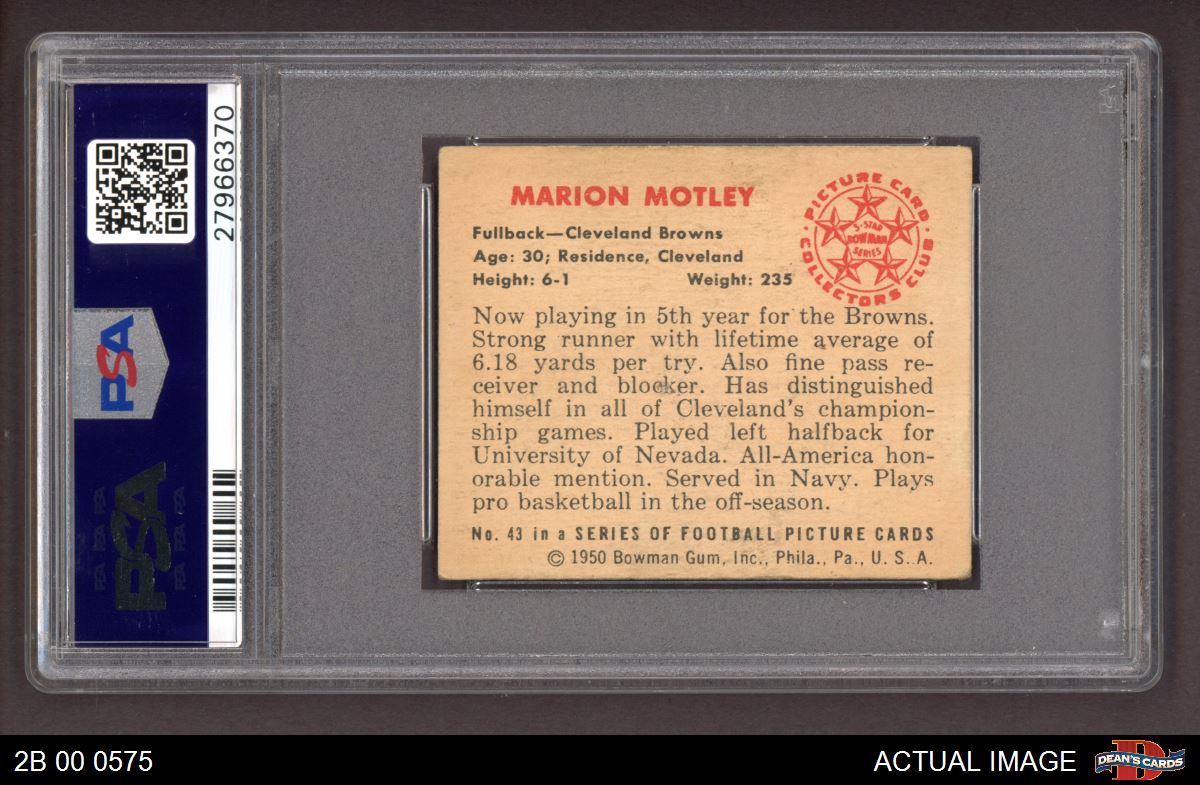 27966370
PSA
PSA
MARION MOTLEY
Fullback—Cleveland Browns
Age: 30; Residence, Cleveland
Height: 6-1 Weight: 235
PICTURE CARD
COLLECTORS CLUB
5-STAR
BOWMAN
SERIES
Now playing in 5th year for the Browns.
Strong runner with lifetime average of
6.18 yards per try. Also fine pass re-
ceiver and blocker. Has distinguished
himself in all of Cleveland's champion-
ship games. Played left halfback for
University of Nevada. All-America hon-
orable mention. Served in Navy. Plays
pro basketball in the off-season.
No. 43 in a SERIES OF FOOTBALL PICTURE CARDS
© 1950 Bowman Gum, Inc., Phila., Pa., U. S. A.
2B 00 0575
ACTUAL IMAGE
D
DEAN'S CARDS